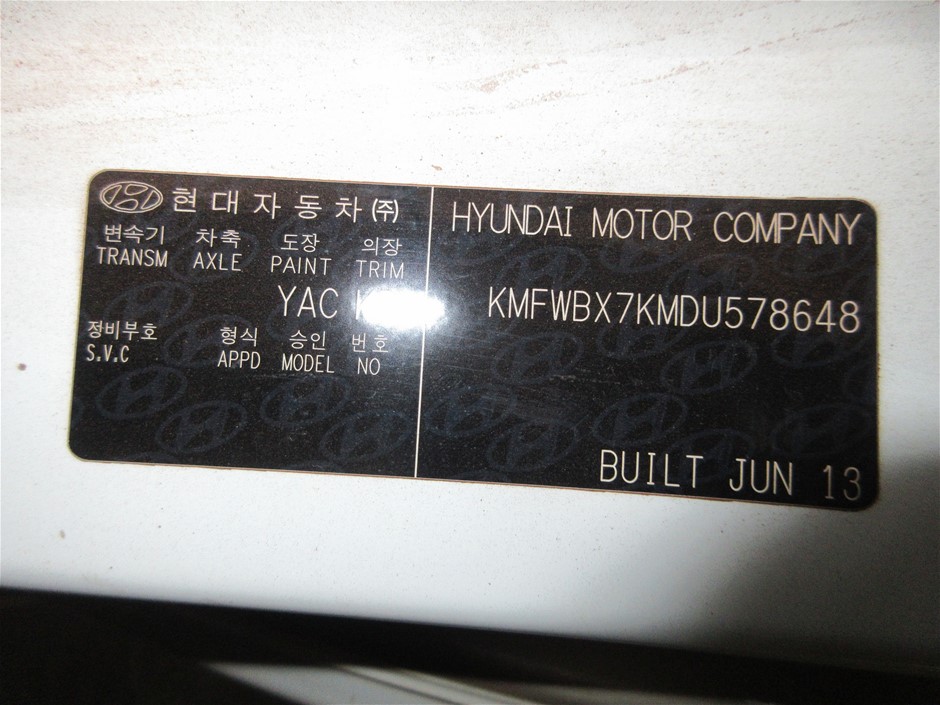 현대자동차(주)
변속기 차축 도장 의장
TRANSM AXLE PAINT TRIM
YAC
정비부호 형식 승인 번호
S.V.C APPD MODEL NO
HYUNDAI MOTOR COMPANY
KMFWBX7KMDU578648
BUILT JUN 13